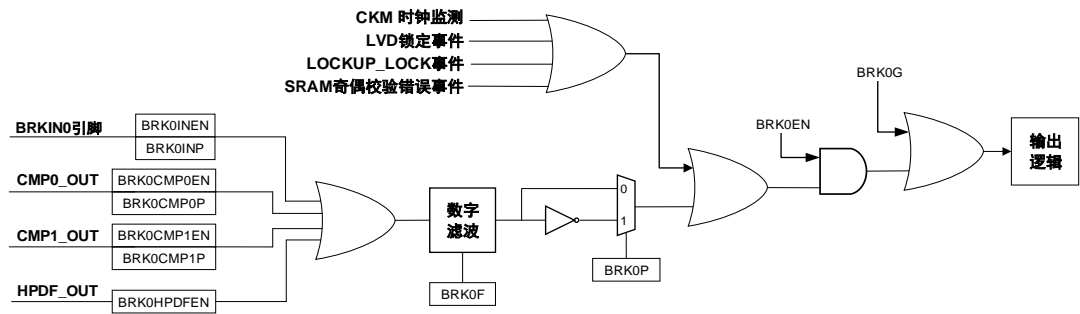 CKM 时钟监测
LVD锁定事件
LOCKUP_LOCK事件
SRAM奇偶校验错误事件
BRK0G
BRK0EN
输出
逻辑
BRKIN0引脚
BRK0INEN
BRK0INP
CMP0_OUT
BRK0CMP0EN
BRK0CMP0P
CMP1_OUT
BRK0CMP1EN
BRK0CMP1P
HPDF_OUT
BRK0HPDFEN
数字
滤波
BRK0F
0
1
BRK0P